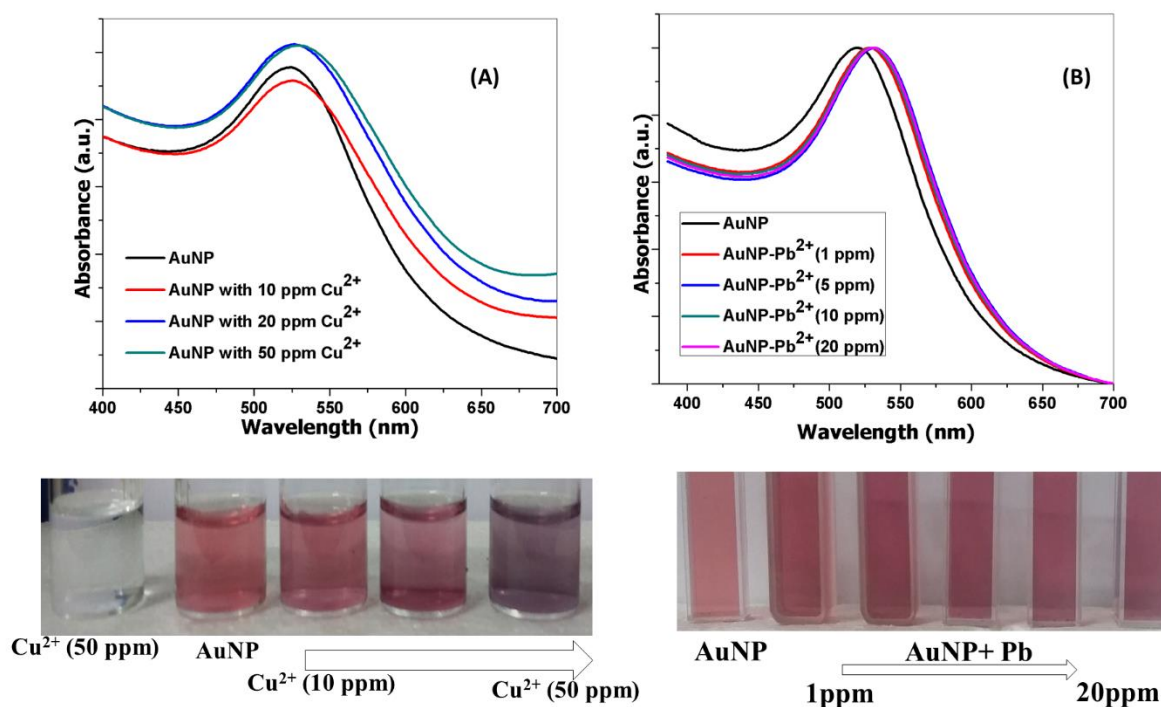 (A)
Absorbance (a.u.)
AuNP
AuNP with 10 ppm Cu²⁺
AuNP with 20 ppm Cu²⁺
AuNP with 50 ppm Cu²⁺
400 450 500 550 600 650 700
Wavelength (nm)
(B)
Absorbance (a.u.)
AuNP
AuNP-Pb²⁺(1 ppm)
AuNP-Pb²⁺(5 ppm)
AuNP-Pb²⁺(10 ppm)
AuNP-Pb²⁺(20 ppm)
400 450 500 550 600 650 700
Wavelength (nm)
Cu²⁺ (50 ppm)
AuNP
Cu²⁺ (10 ppm)
Cu²⁺ (50 ppm)
AuNP
AuNP+ Pb
1ppm
20ppm